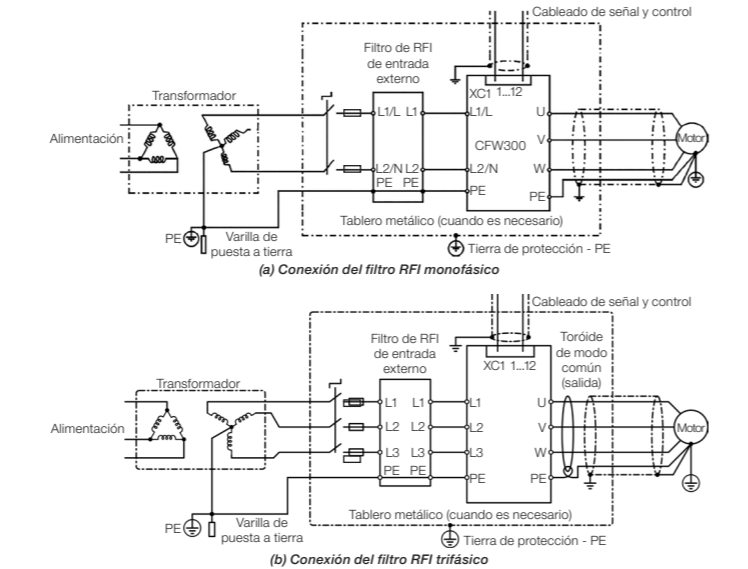 Cableado de señal y control
Filtro de RFI
de entrada
externo
Transformador
XC1 1...12
Alimentación
L1/L L1
L1/L
U
CFW300
V
Motor
L2/N L2
L2/N
W
PE PE
PE
PE
Tablero metálico (cuando es necesario)
PE
Varilla de
puesta a tierra
Tierra de protección - PE
(a) Conexión del filtro RFI monofásico
Cableado de señal y control
Filtro de RFI
de entrada
externo
Toróide
de modo
común
(salida)
XC1 1...12
Transformador
Alimentación
L1 L1
L1
U
L2 L2
L2
V
Motor
L3 L3
L3
W
PE PE
PE
PE
Tablero metálico (cuando es necesario)
PE
Varilla de
puesta a tierra
Tierra de protección - PE
(b) Conexión del filtro RFI trifásico